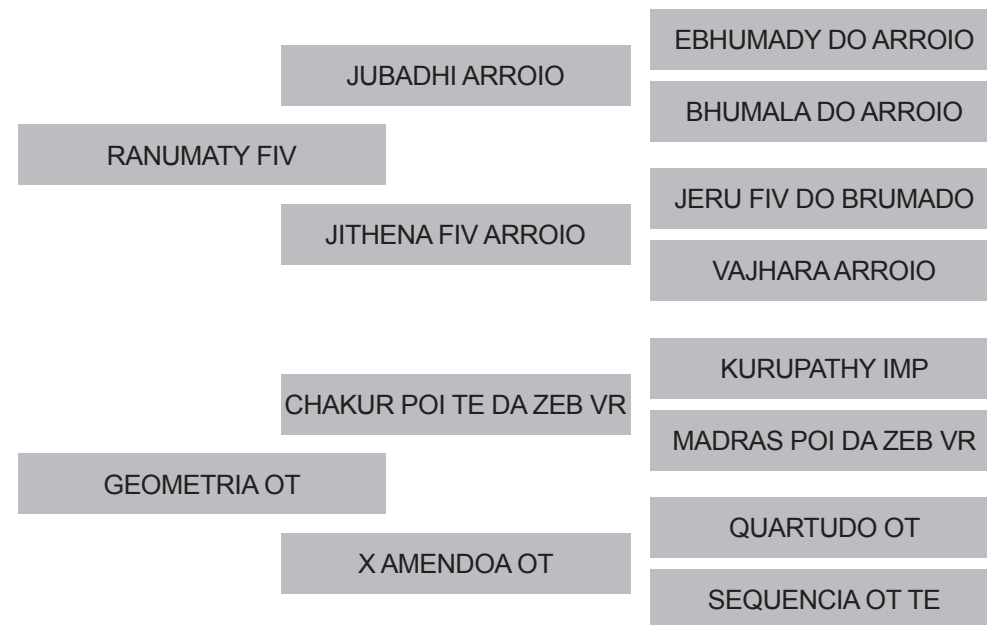 EBHUMADY DO ARROIO
JUBADHI ARROIO
BHUMALA DO ARROIO
RANUMATY FIV
JERU FIV DO BRUMADO
JITHENA FIV ARROIO
VAJHARA ARROIO
KURUPATHY IMP
CHAKUR POI TE DA ZEB VR
MADRAS POI DA ZEB VR
GEOMETRIA OT
QUARTUDO OT
X AMENDOA OT
SEQUENCIA OT TE